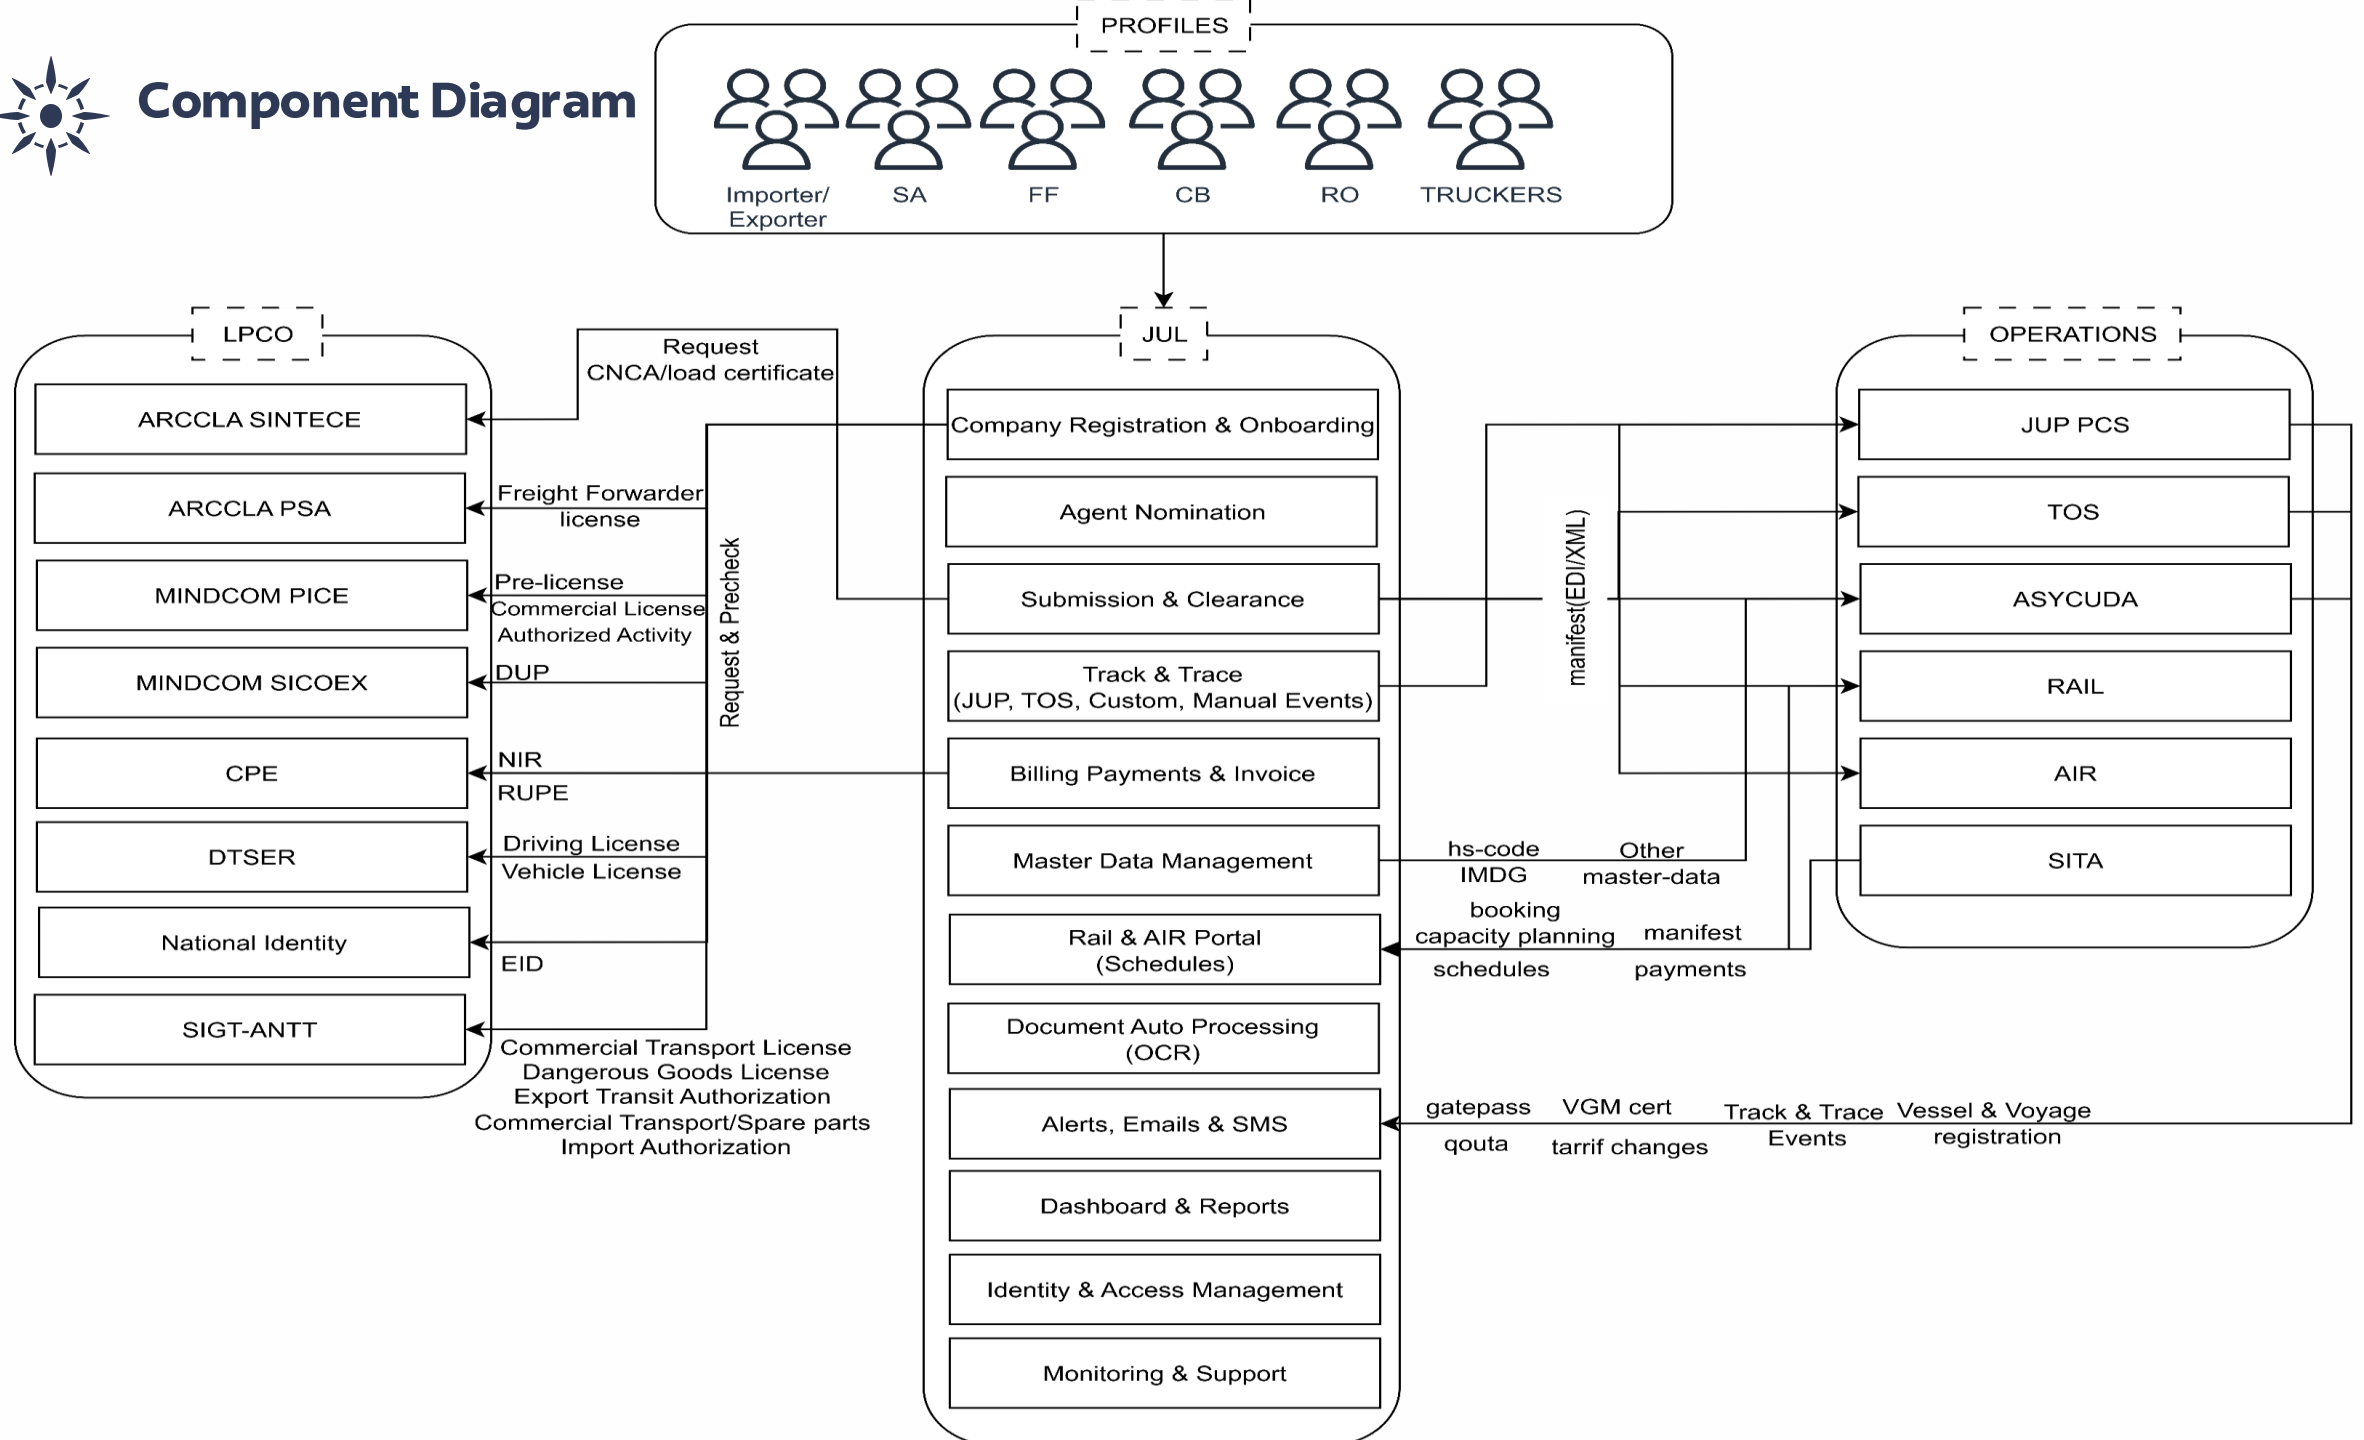 Component Diagram
PROFILES
Importer/
Exporter
SA
FF
CB
RO
TRUCKERS
LPCO
ARCCLA SINTECE
ARCCLA PSA
MINDCOM PICE
MINDCOM SICOEX
CPE
DTSER
National Identity
SIGT-ANTT
Request
CNCA/load certificate
Freight Forwarder
license
Pre-license
Commercial License
Authorized Activity
DUP
NIR
RUPE
Driving License
Vehicle License
EID
Commercial Transport License
Dangerous Goods License
Export Transit Authorization
Commercial Transport/Spare parts
Import Authorization
Request & Precheck
JUL
Company Registration & Onboarding
Agent Nomination
Submission & Clearance
Track & Trace
(JUP, TOS, Custom, Manual Events)
Billing Payments & Invoice
Master Data Management
Rail & AIR Portal
(Schedules)
Document Auto Processing
(OCR)
Alerts, Emails & SMS
Dashboard & Reports
Identity & Access Management
Monitoring & Support
manifest(EDI/XML)
hs-code
IMDG
Other
master-data
booking
capacity planning
schedules
manifest
payments
gatepass
qouta
VGM cert
tarrif changes
Track & Trace
Events
Vessel & Voyage
registration
OPERATIONS
JUP PCS
TOS
ASYCUDA
RAIL
AIR
SITA